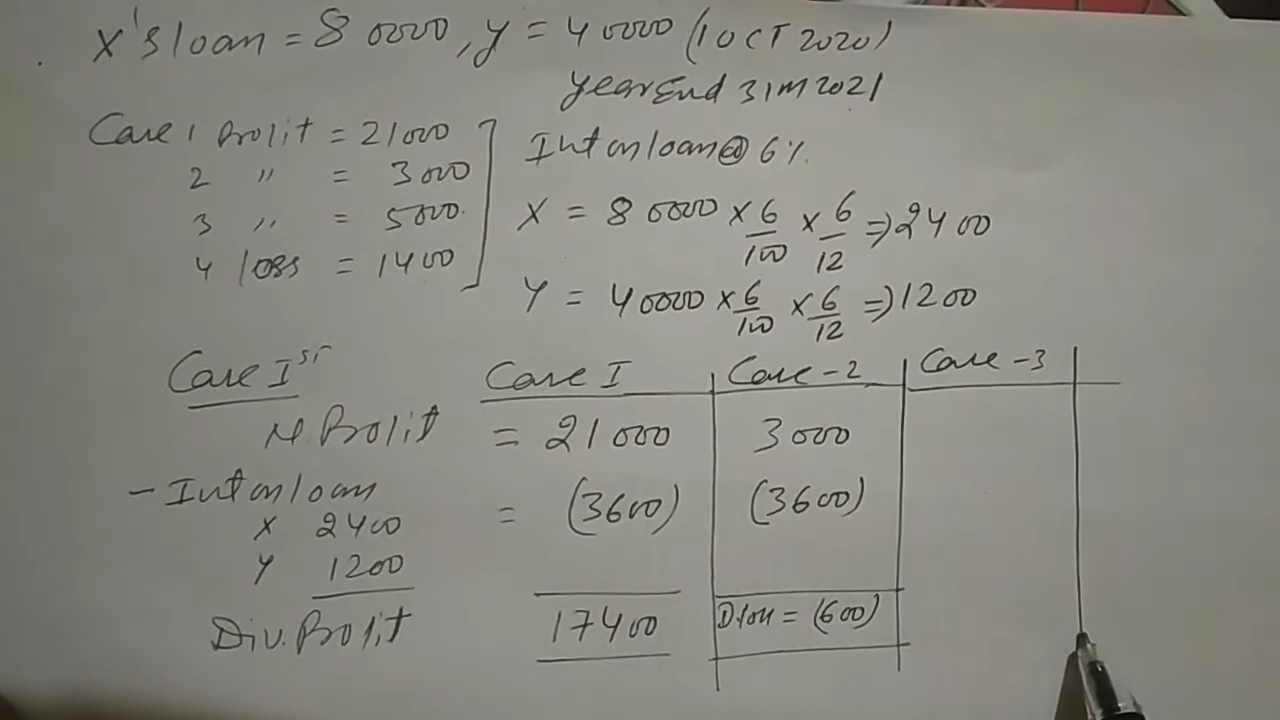 X's loan = 80000, y = 40000 (1 OCT 2020)
year End 31M2021
Case 1 Profit = 21000
2 " = 3000
3 " = 5000.
4 loss = 1400
Int on loan @ 6%.
X = 80000 × 6/100 × 6/12 => 2400
Y = 40000 × 6/100 × 6/12 => 1200
Case Ist Case I Case-2 Case-3
N Profit = 21000 3000
- Int on loan = (3600) (3600)
X 2400
Y 1200
Div. Profit 17400 D loss = (600)